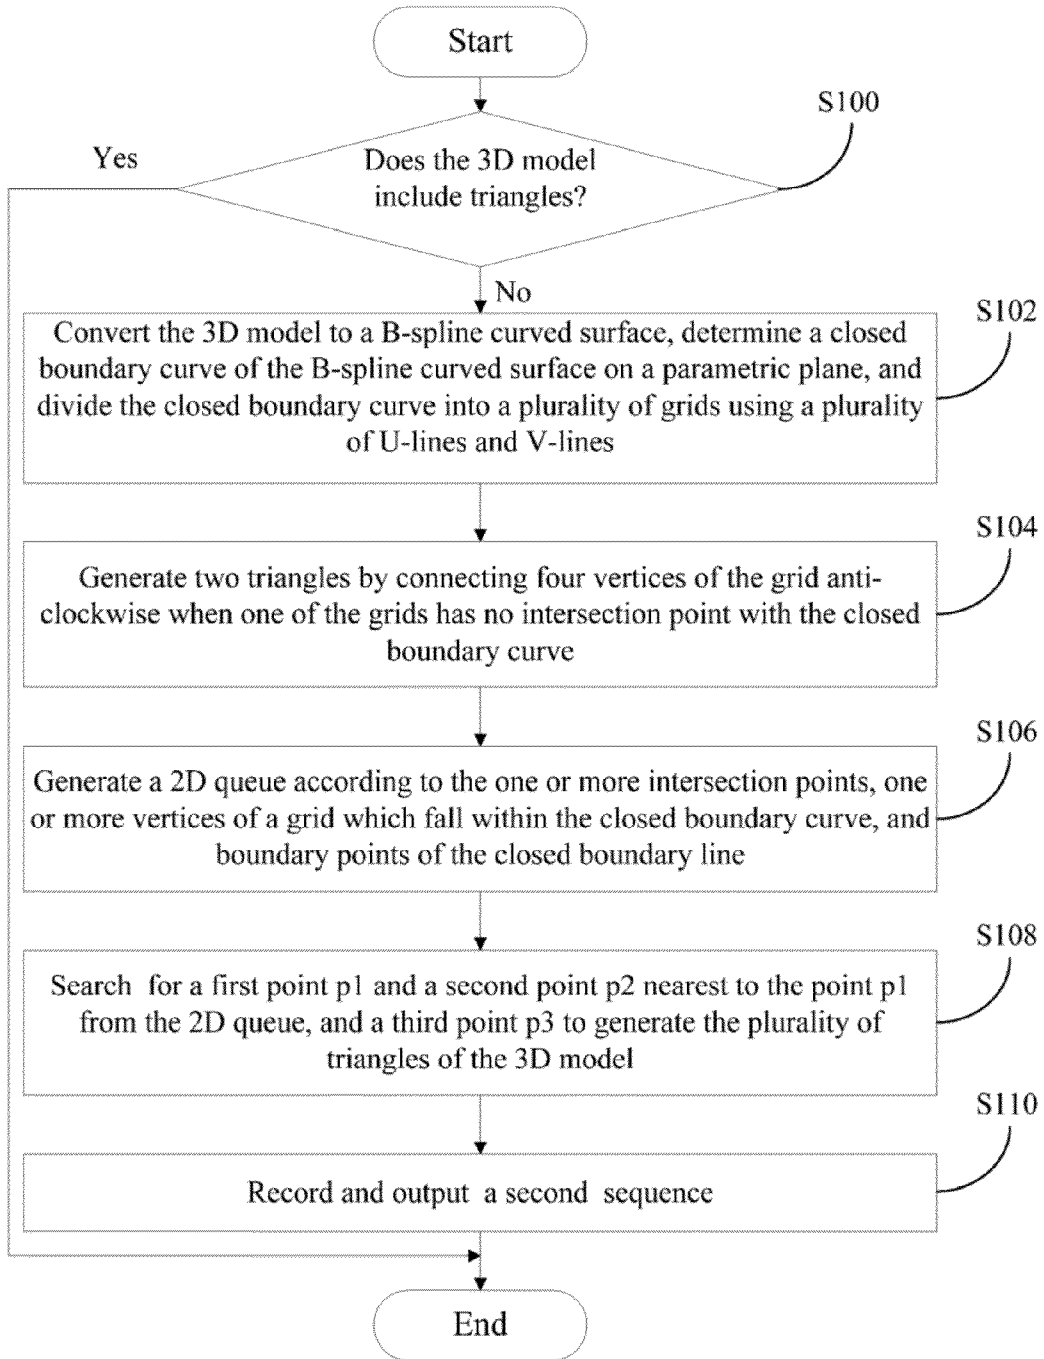 Start
S100
Yes
Does the 3D model
include triangles?
No
S102
Convert the 3D model to a B-spline curved surface, determine a closed
boundary curve of the B-spline curved surface on a parametric plane, and
divide the closed boundary curve into a plurality of grids using a plurality
of U-lines and V-lines
S104
Generate two triangles by connecting four vertices of the grid anti-
clockwise when one of the grids has no intersection point with the closed
boundary curve
S106
Generate a 2D queue according to the one or more intersection points, one
or more vertices of a grid which fall within the closed boundary curve, and
boundary points of the closed boundary line
S108
Search for a first point p1 and a second point p2 nearest to the point p1
from the 2D queue, and a third point p3 to generate the plurality of
triangles of the 3D model
S110
Record and output a second sequence
End